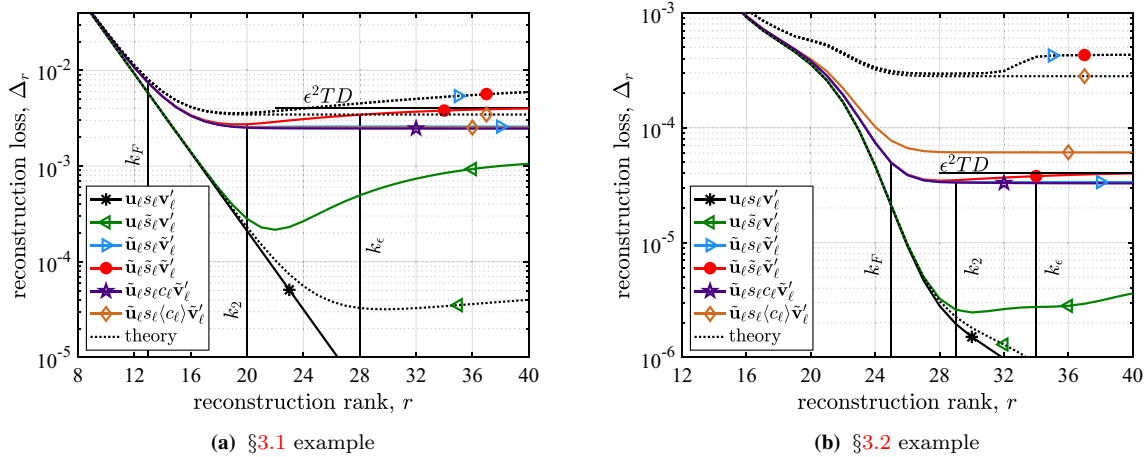 10^{-2}
10^{-3}
10^{-4}
10^{-5}
reconstruction loss, Δ_r
8 12 16 20 24 28 32 36 40
reconstruction rank, r
ϵ²TD
k_F
k_2
k_ϵ
u_ℓ s_ℓ v'_ℓ
u_ℓ s̃_ℓ v'_ℓ
ũ_ℓ s_ℓ ṽ'_ℓ
ũ_ℓ s̃_ℓ ṽ'_ℓ
ũ_ℓ s_ℓ c_ℓ ṽ'_ℓ
ũ_ℓ s_ℓ ⟨c_ℓ⟩ ṽ'_ℓ
theory
(a) §3.1 example
10^{-3}
10^{-4}
10^{-5}
10^{-6}
reconstruction loss, Δ_r
12 16 20 24 28 32 36 40
reconstruction rank, r
ϵ²TD
k_F
k_2
k_ϵ
u_ℓ s_ℓ v'_ℓ
u_ℓ s̃_ℓ v'_ℓ
ũ_ℓ s_ℓ ṽ'_ℓ
ũ_ℓ s̃_ℓ ṽ'_ℓ
ũ_ℓ s_ℓ c_ℓ ṽ'_ℓ
ũ_ℓ s_ℓ ⟨c_ℓ⟩ ṽ'_ℓ
theory
(b) §3.2 example